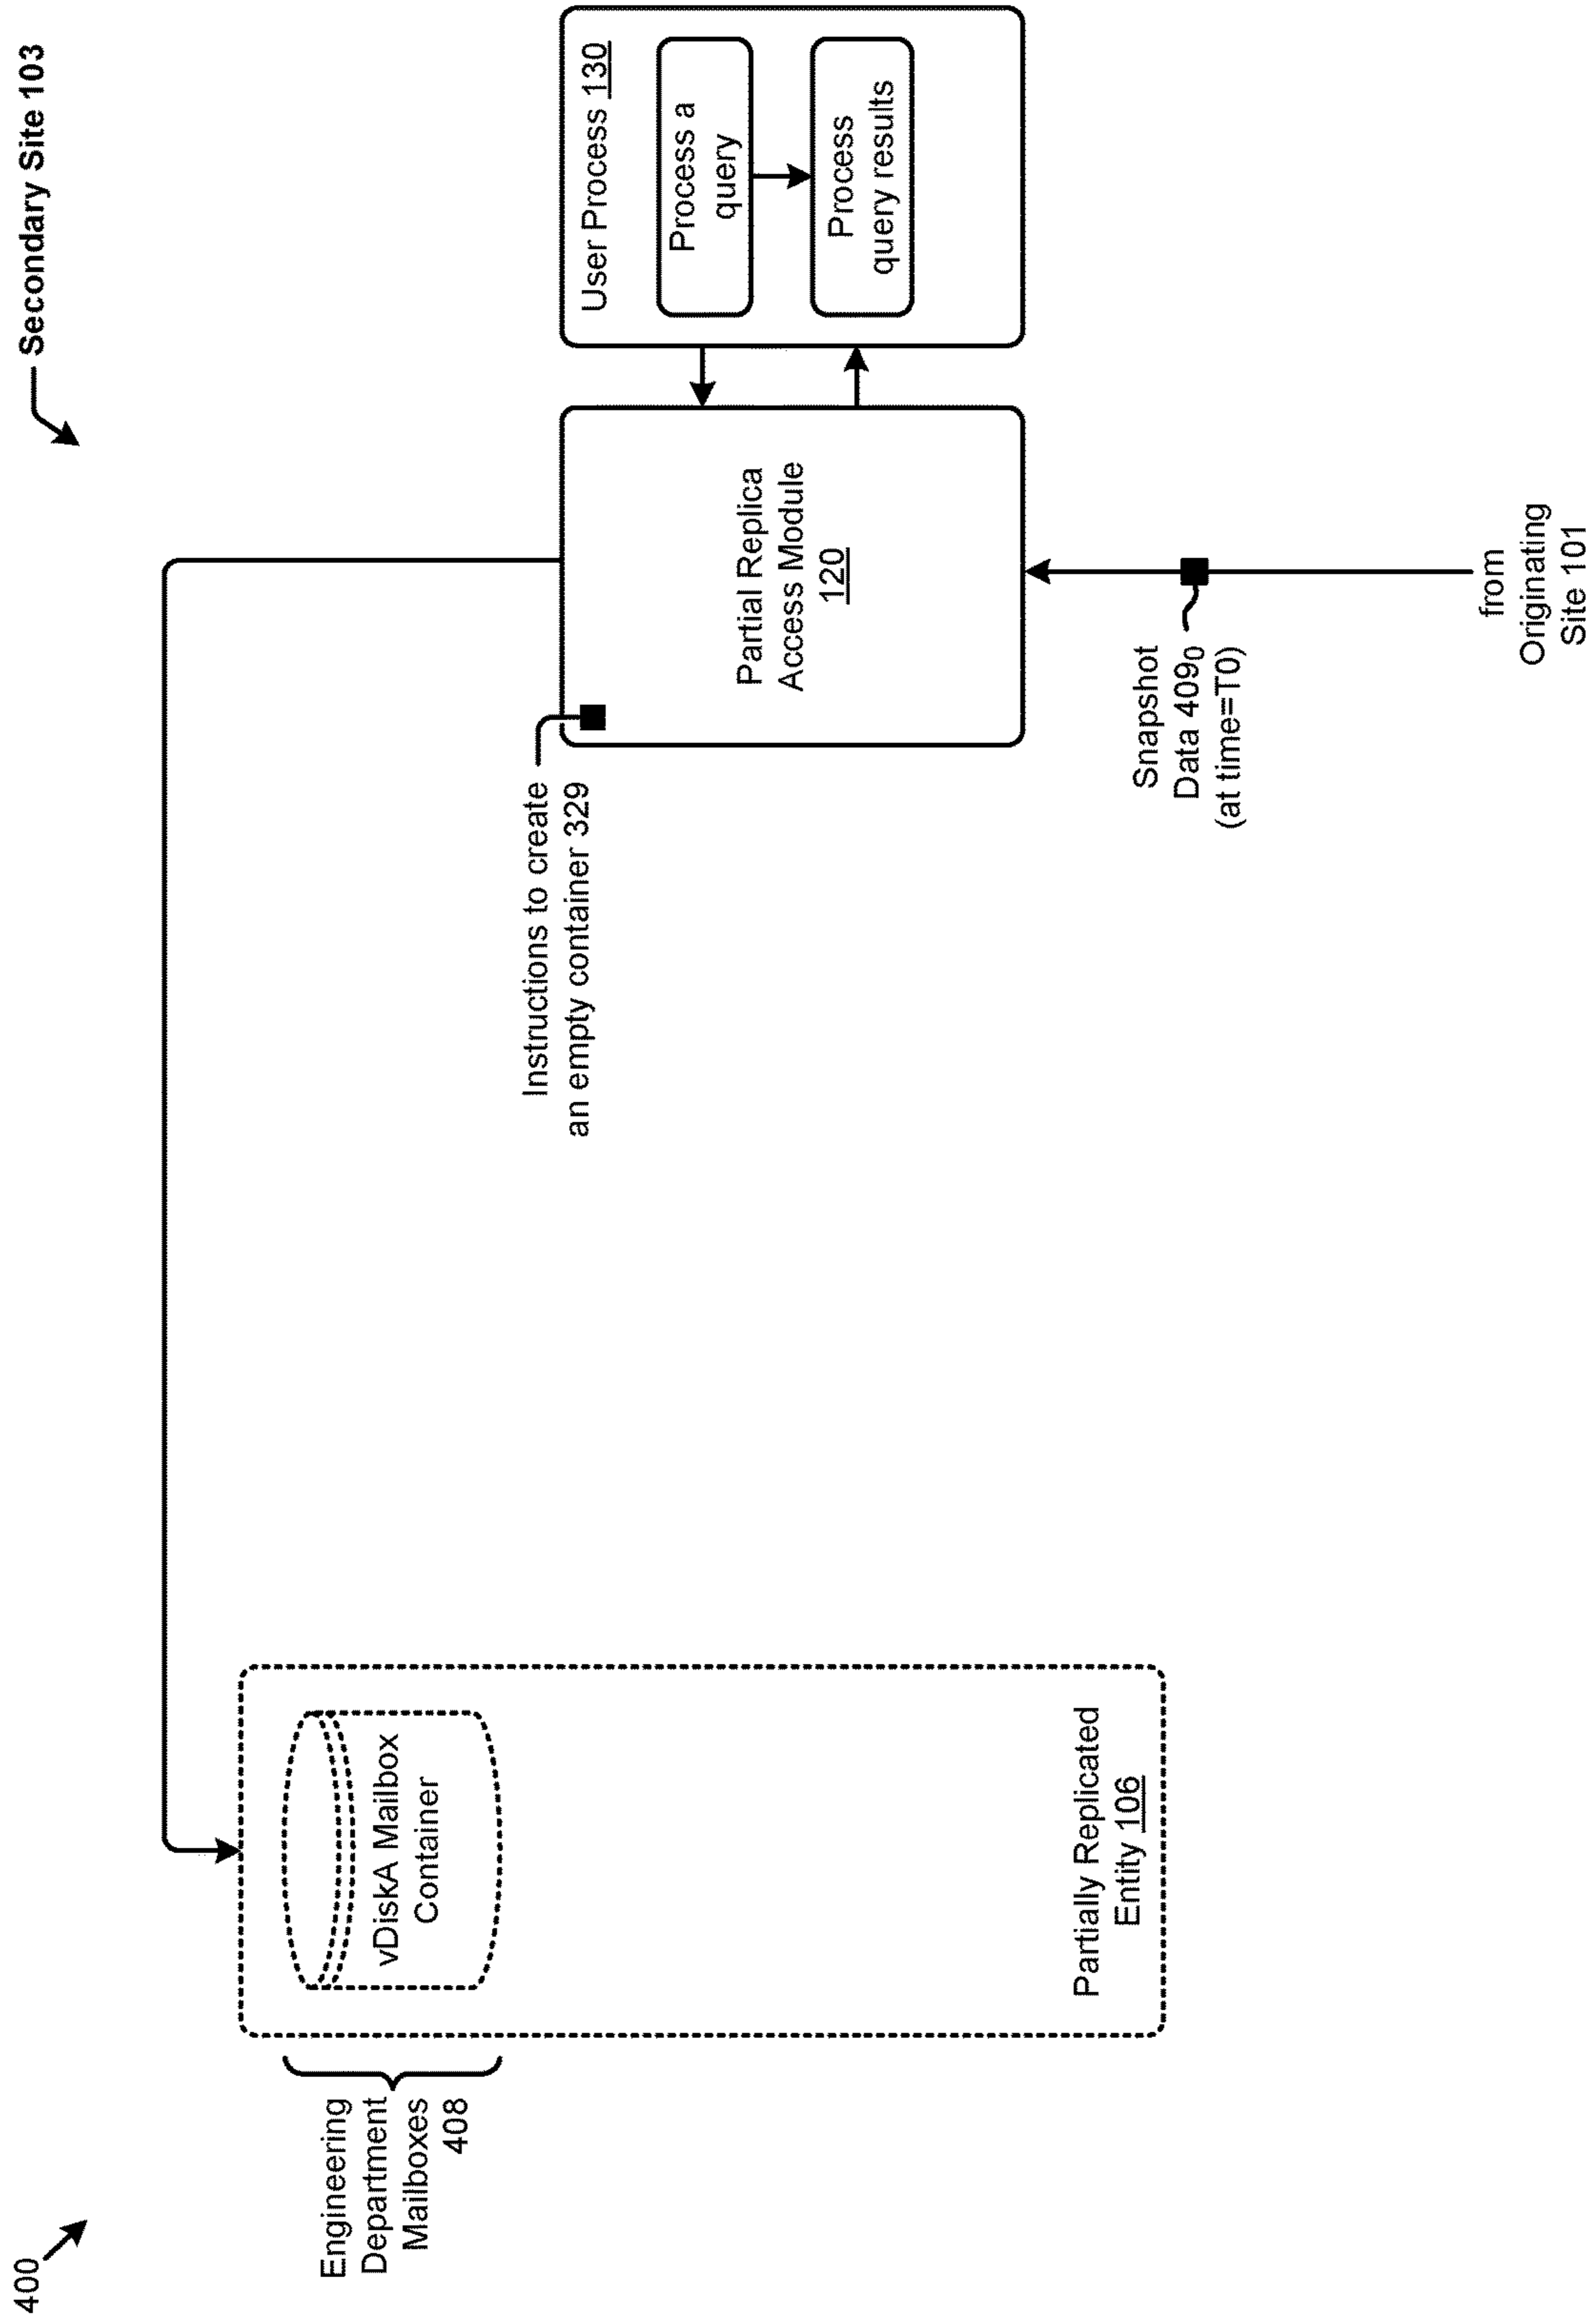 400
Secondary Site 103
Engineering
Department
Mailboxes
408
vDiskA Mailbox
Container
Partially Replicated
Entity 106
Instructions to create
an empty container 329
Partial Replica
Access Module
120
User Process 130
Process a
query
Process
query results
Snapshot
Data 409₀
(at time=T0)
from
Originating
Site 101